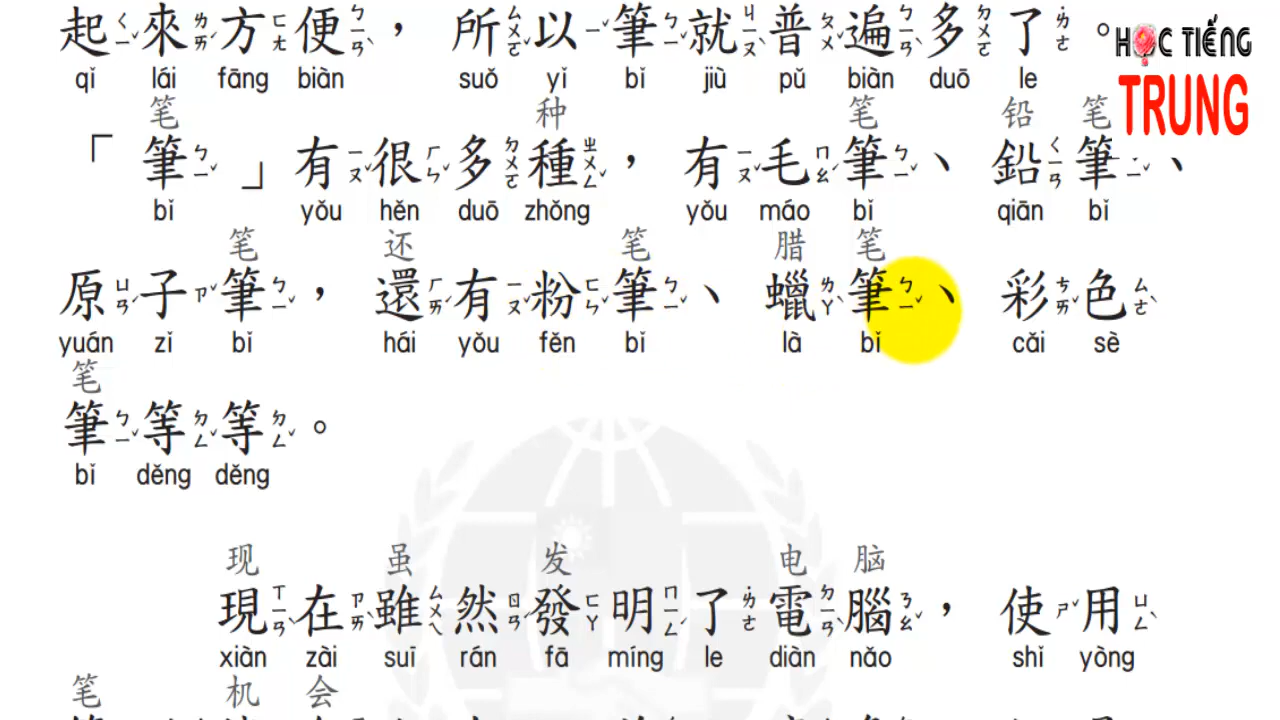 起來方便，所以筆就普遍多了。
qǐ lái fāng biàn suǒ yǐ bǐ jiù pǔ biàn duō le
HỌC TIẾNG
TRUNG
笔 种 笔 铅 笔
「筆」有很多種，有毛筆、鉛筆、
bǐ yǒu hěn duō zhǒng yǒu máo bǐ qiān bǐ
笔 还 笔 腊 笔
原子筆，還有粉筆、蠟筆、彩色
yuán zǐ bǐ hái yǒu fěn bǐ là bǐ cǎi sè
笔
筆等等。
bǐ děng děng
现 虽 发 电 脑
現在雖然發明了電腦，使用
xiàn zài suī rán fā míng le diàn nǎo shǐ yòng
笔 机 会